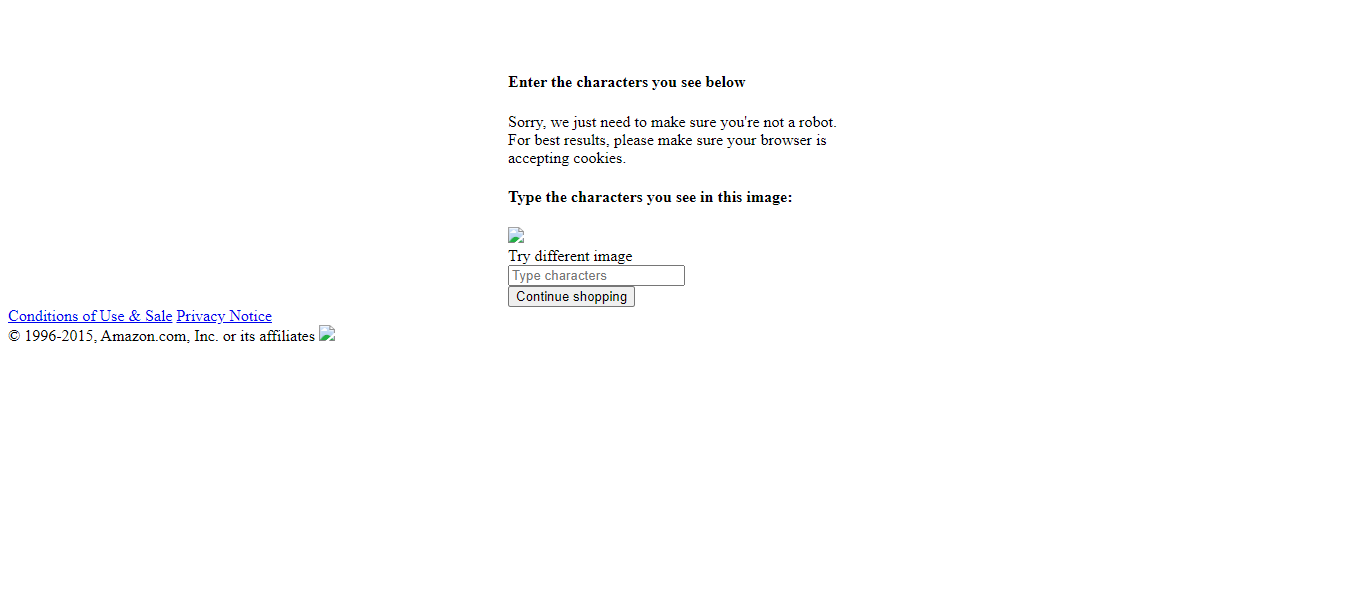 Enter the characters you see below
Sorry, we just need to make sure you're not a robot.
For best results, please make sure your browser is
accepting cookies.
Type the characters you see in this image:
Try different image
Type characters
Continue shopping
Conditions of Use & Sale Privacy Notice
© 1996-2015, Amazon.com, Inc. or its affiliates